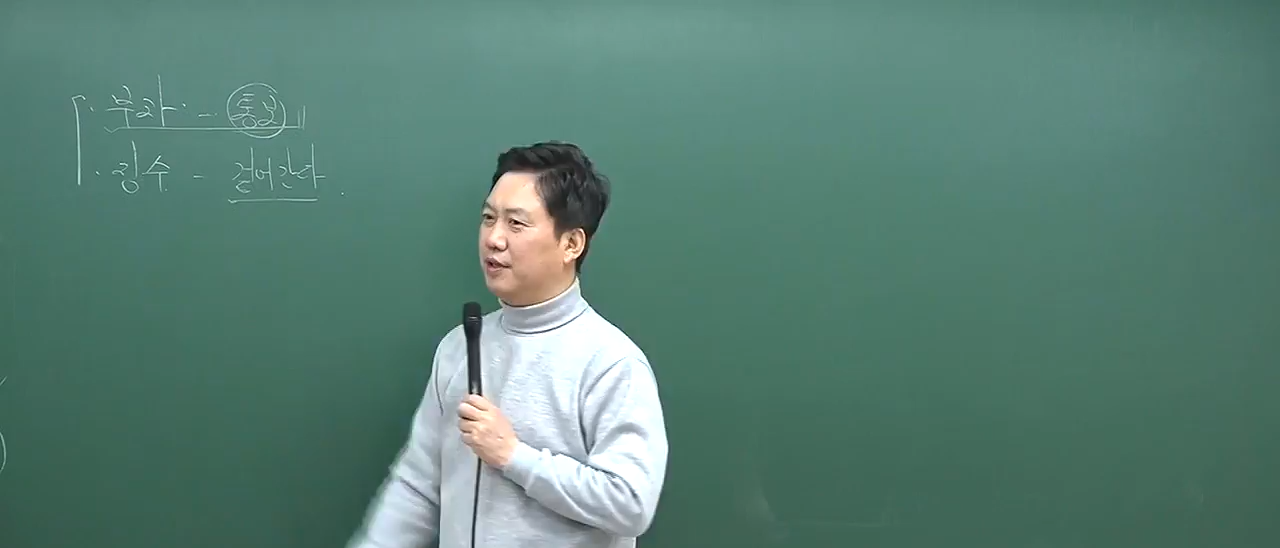 · 부과 - 통보
· 징수 - 걷어간다.